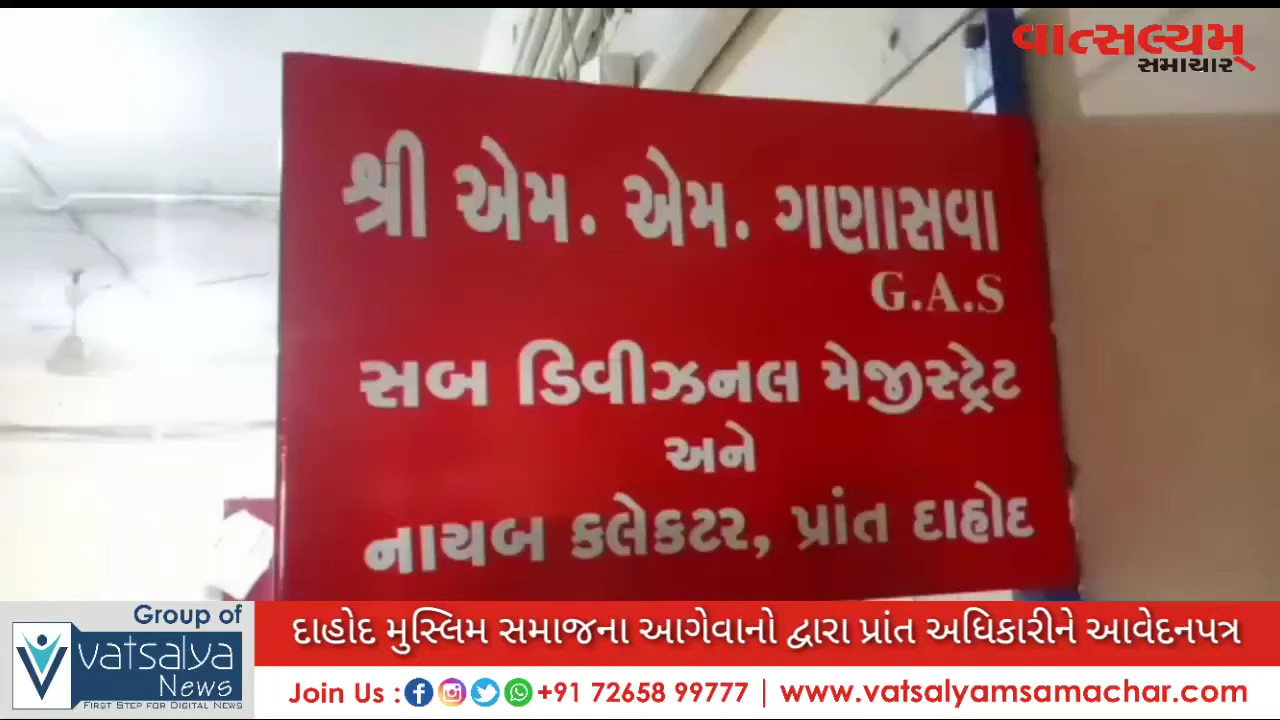 વાત્સલ્યમ્
સમાચાર
શ્રી એમ. એમ. ગણાસવા
G.A.S
સબ ડિવીઝનલ મેજીસ્ટ્રેટ
અને
નાયબ કલેકટર, પ્રાંત દાહોદ
Group of
vatsalya
News
FIRST STEP FOR DIGITAL NEWS
દાહોદ મુસ્લિમ સમાજના આગેવાનો દ્વારા પ્રાંત અધિકારીને આવેદનપત્ર
Join Us : +91 72658 99777 | www.vatsalyamsamachar.com